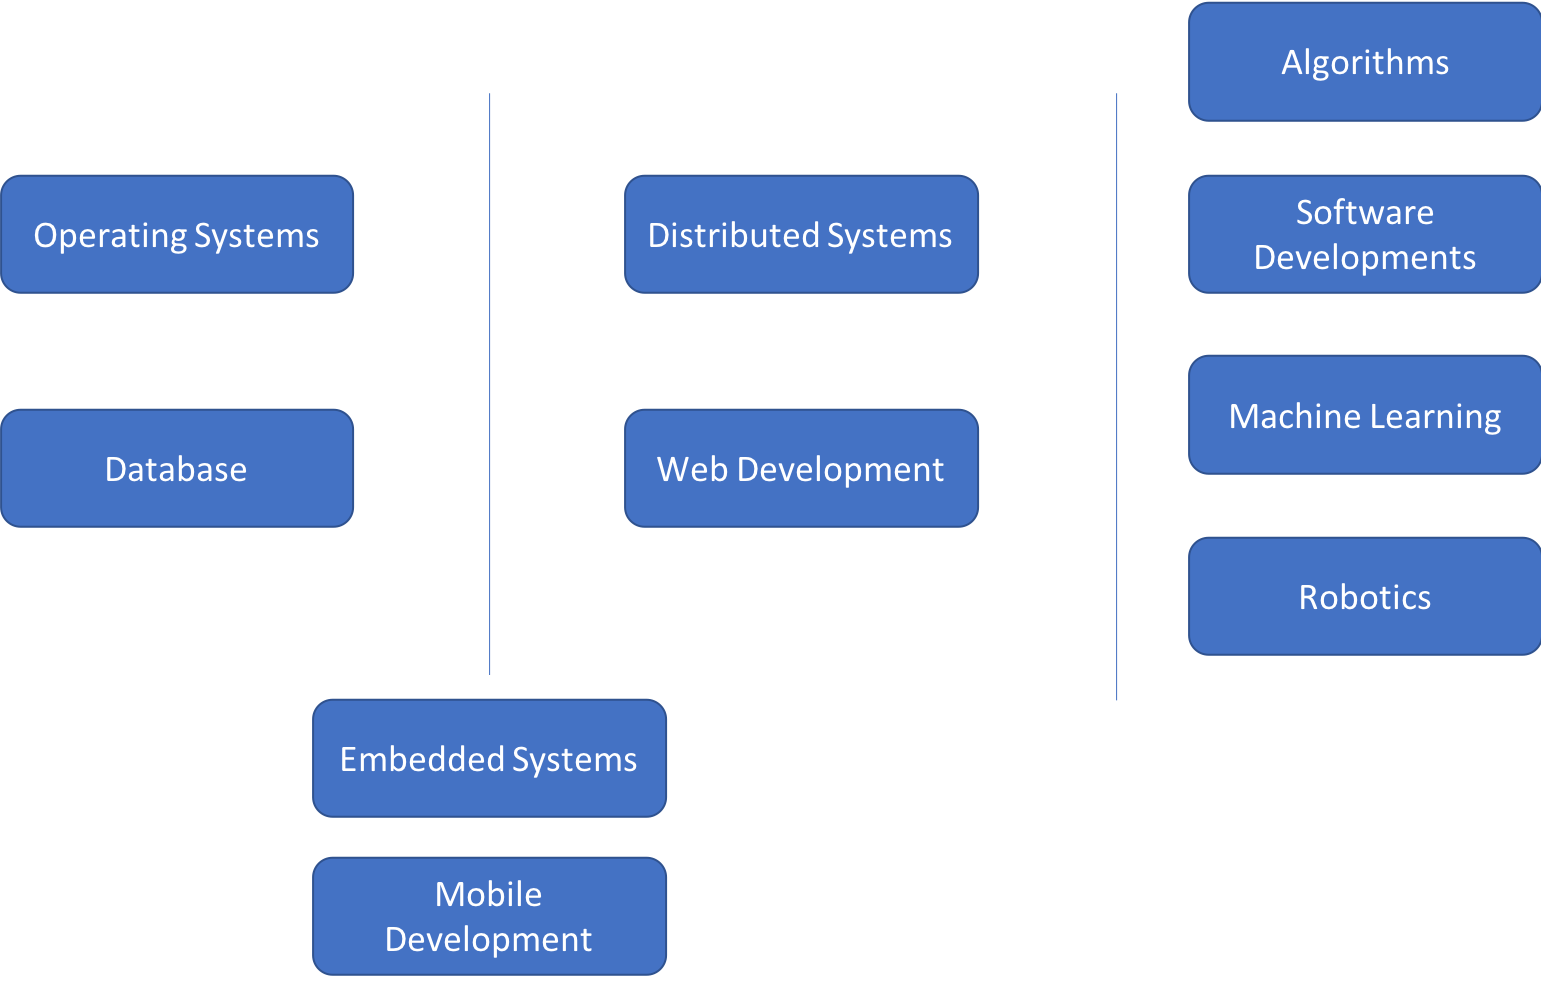 Algorithms
Operating Systems
Distributed Systems
Software
Developments
Database
Web Development
Machine Learning
Robotics
Embedded Systems
Mobile
Development